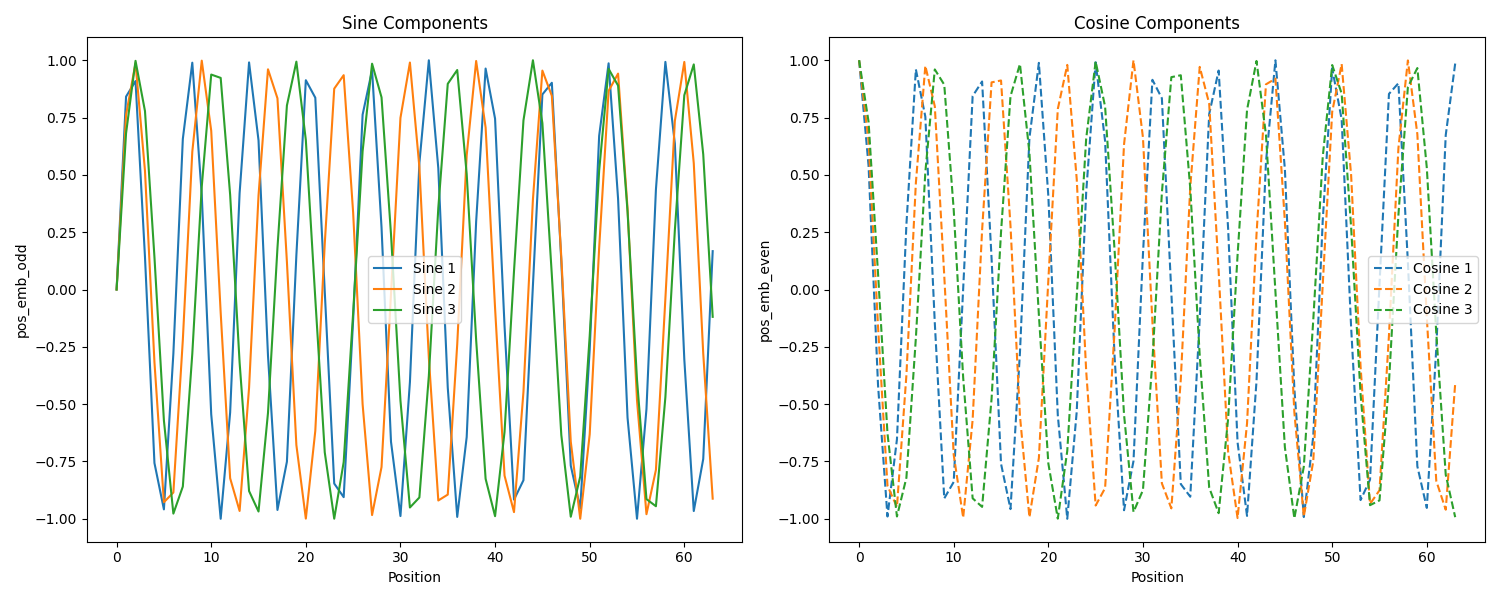 Sine Components
1.00
0.75
0.50
0.25
0.00
−0.25
−0.50
−0.75
−1.00
pos_emb_odd
Sine 1
Sine 2
Sine 3
0 10 20 30 40 50 60
Position
Cosine Components
1.00
0.75
0.50
0.25
0.00
−0.25
−0.50
−0.75
−1.00
pos_emb_even
Cosine 1
Cosine 2
Cosine 3
0 10 20 30 40 50 60
Position